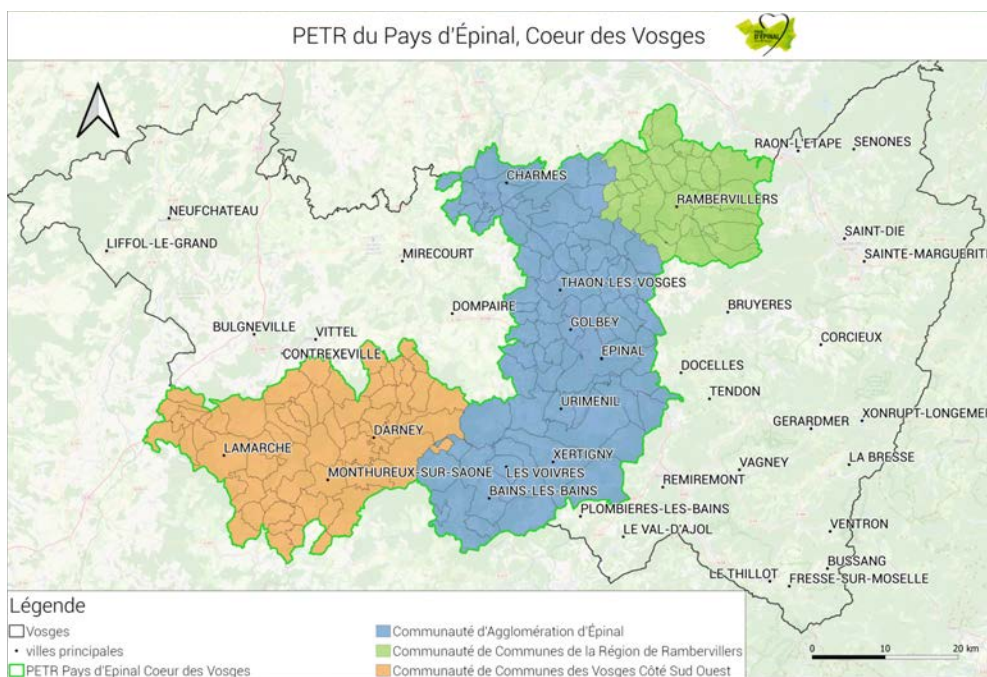 PETR du Pays d'Épinal, Coeur des Vosges
RAON-L'ETAPE
SENONES
CHARMES
RAMBERVILLERS
NEUFCHATEAU
SAINT-DIE
LIFFOL-LE-GRAND
MIRECOURT
SAINTE-MARGUERITE
THAON-LES-VOSGES
DOMPAIRE
BRUYERES
BULGNEVILLE
VITTEL
GOLBEY
CORCIEUX
CONTREXEVILLE
EPINAL
DOCELLES
TENDON
URIMENIL
GERARDMER
XONRUPT-LONGEME
DARNEY
LAMARCHE
XERTIGNY
LA BRESSE
MONTHUREUX-SUR-SAONE
LES VOIVRES
VAGNEY
BAINS-LES-BAINS
REMIREMONT
PLOMBIERES-LES-BAINS
LE VAL-D'AJOL
VENTRON
BUSSANG
LE THILLOT
FRESSE-SUR-MOSELLE
Légende
Vosges
villes principales
PETR Pays d'Epinal Coeur des Vosges
Communauté d'Agglomération d'Épinal
Communauté de Communes de la Région de Rambervillers
Communauté de Communes des Vosges Côté Sud Ouest
0 10 20 km